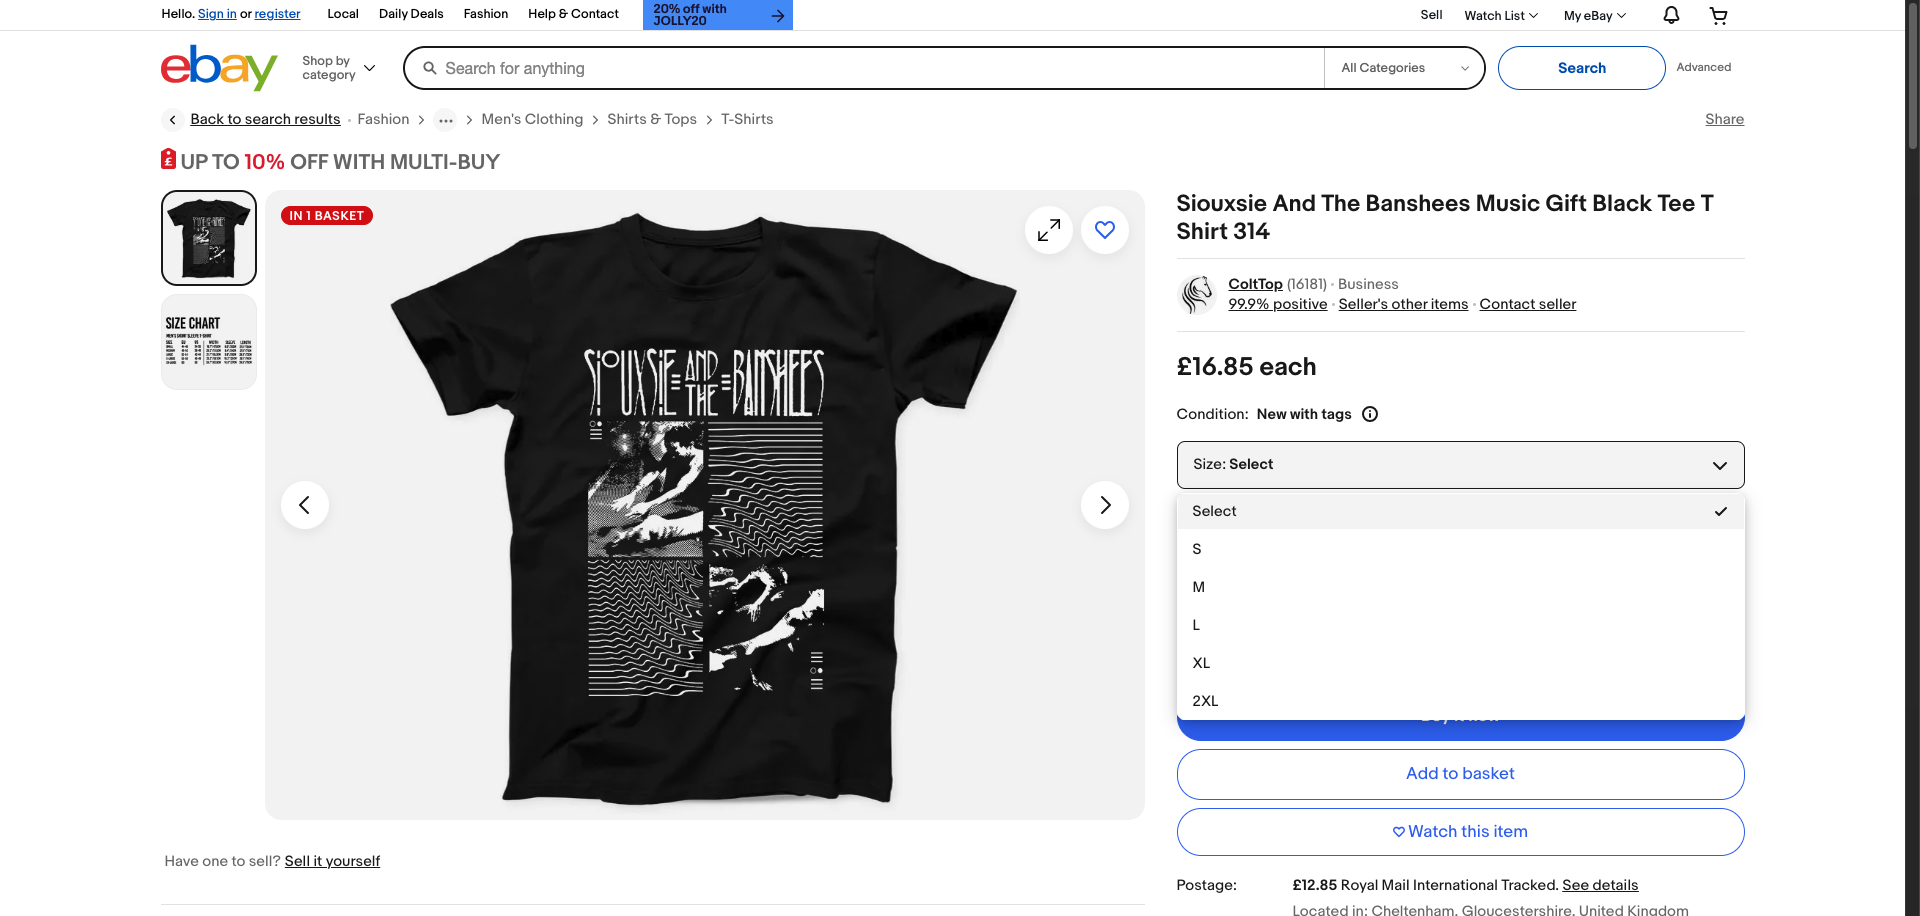 Hello. Sign in or register
Local
Daily Deals
Fashion
Help & Contact
20% off with
JOLLY20
Sell
Watch List
My eBay
ebay
Shop by
category
Search for anything
All Categories
Search
Advanced
Back to search results
Fashion
Men's Clothing
Shirts & Tops
T-Shirts
Share
£
UP TO 10% OFF WITH MULTI-BUY
SIZE CHART
IN 1 BASKET
SIOUXSIE AND THE BANSHEES
Siouxsie And The Banshees Music Gift Black Tee T
Shirt 314
ColtTop (16181) · Business
99.9% positive · Seller's other items · Contact seller
£16.85 each
Condition: New with tags
Size: Select
Select
S
M
L
XL
2XL
Add to basket
Watch this item
Have one to sell? Sell it yourself
Postage:
£12.85 Royal Mail International Tracked. See details
Located in: Cheltenham, Gloucestershire, United Kingdom